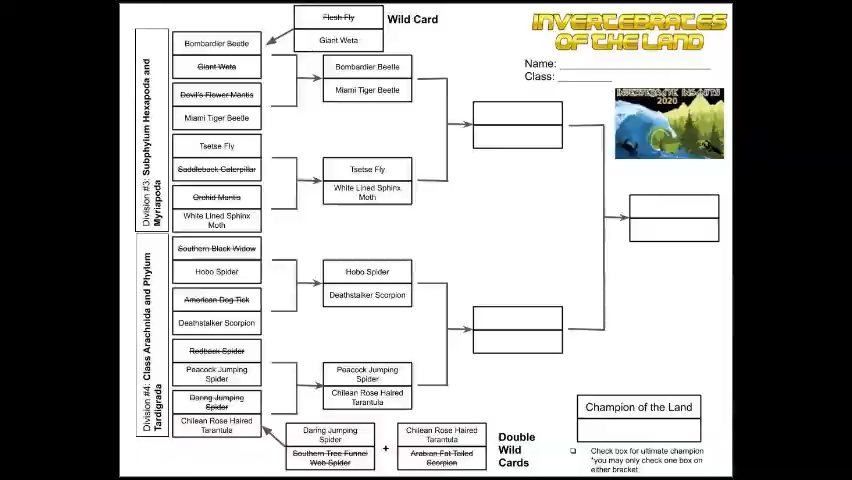 Flesh Fly
Wild Card
Giant Weta
INVERTEBRATES
OF THE LAND
Name:
Class:
INVERTEBRATE INSANITY
2020
Division #3: Subphylum Hexapoda and
Myriapoda
Bombardier Beetle
Giant Weta
Devil's Flower Mantis
Miami Tiger Beetle
Tsetse Fly
Saddleback Caterpillar
Orchid Mantis
White Lined Sphinx
Moth
Bombardier Beetle
Miami Tiger Beetle
Tsetse Fly
White Lined Sphinx
Moth
Division #4: Class Arachnida and Phylum
Tardigrada
Southern Black Widow
Hobo Spider
American Dog Tick
Deathstalker Scorpion
Redback Spider
Peacock Jumping
Spider
Daring Jumping
Spider
Chilean Rose Haired
Tarantula
Hobo Spider
Deathstalker Scorpion
Peacock Jumping
Spider
Chilean Rose Haired
Tarantula
Daring Jumping
Spider
Southern Tree Funnel
Web Spider
+
Chilean Rose Haired
Tarantula
Arabian Fat Tailed
Scorpion
Double
Wild
Cards
Champion of the Land
Check box for ultimate champion
*you may only check one box on
either bracket